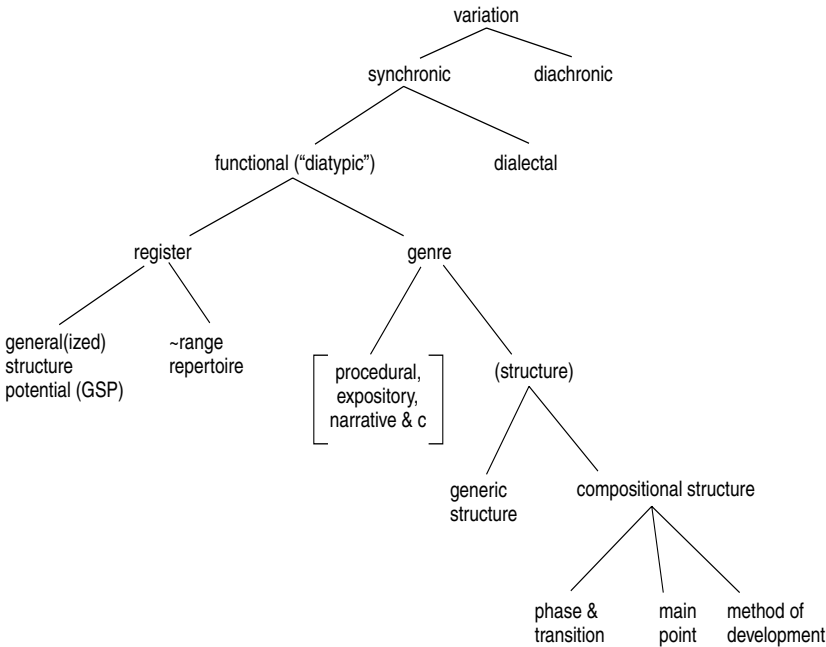 variation
synchronic
diachronic
functional (“diatypic”)
dialectal
register
genre
general(ized)
structure
potential (GSP)
~range
repertoire
procedural,
expository,
narrative & c
(structure)
generic
structure
compositional structure
phase &
transition
main
point
method of
development